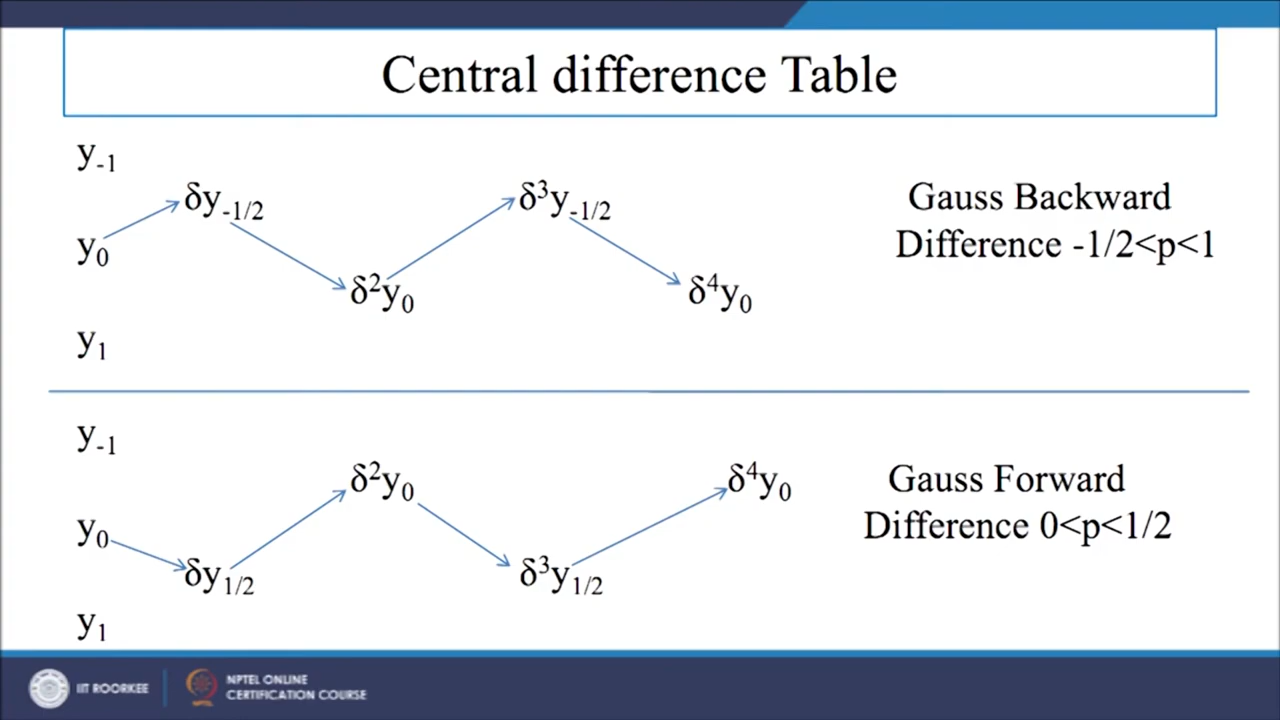 Central difference Table
y₋₁
δy₋₁/₂ δ³y₋₁/₂
Gauss Backward
y₀
Difference -1/2<p<1
δ²y₀ δ⁴y₀
y₁
y₋₁
δ²y₀ δ⁴y₀
Gauss Forward
y₀
Difference 0<p<1/2
δy₁/₂ δ³y₁/₂
y₁
IIT ROORKEE
NPTEL ONLINE
CERTIFICATION COURSE